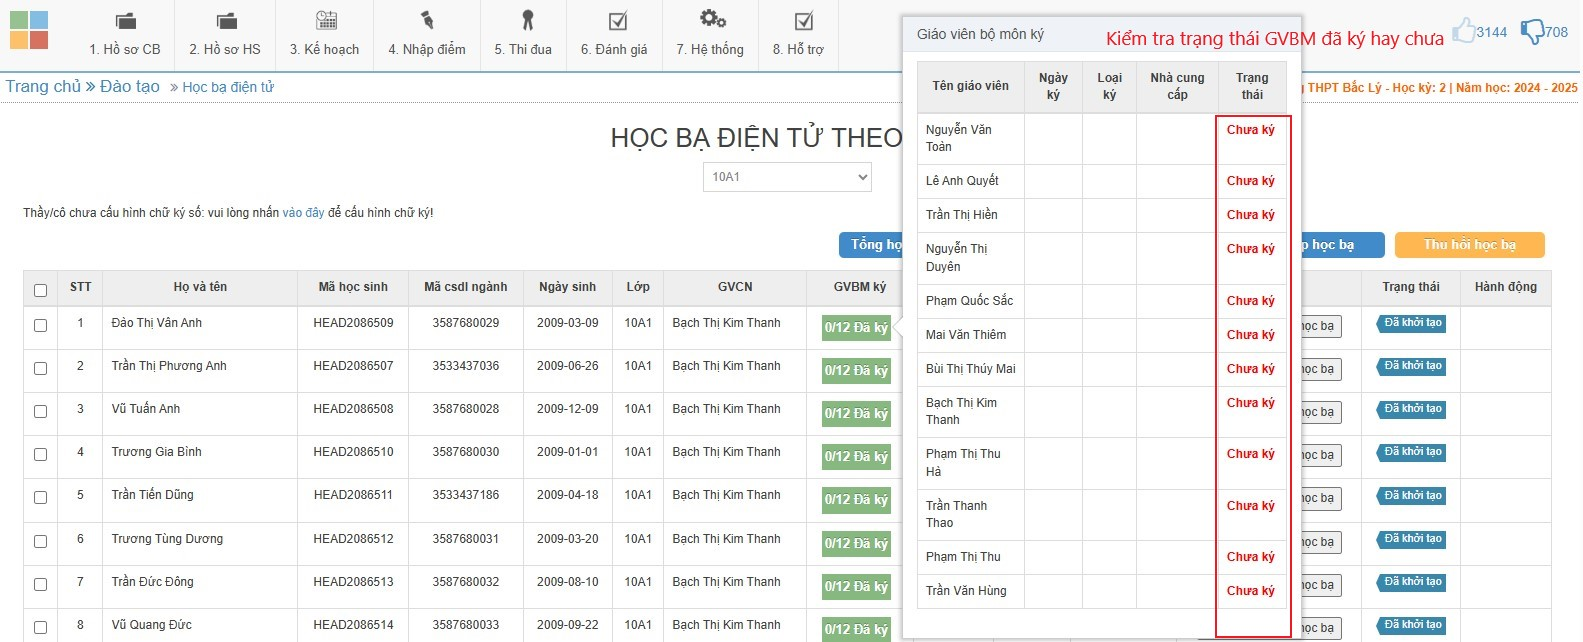 1. Hồ sơ CB
2. Hồ sơ HS
3. Kế hoạch
4. Nhập điểm
5. Thi đua
6. Đánh giá
7. Hệ thống
8. Hỗ trợ
3144
708
Trang chủ » Đào tạo » Học bạ điện tử
THPT Bắc Lý - Học kỳ: 2 | Năm học: 2024 - 2025
HỌC BẠ ĐIỆN TỬ THEO
10A1
Thầy/cô chưa cấu hình chữ ký số: vui lòng nhấn vào đây để cấu hình chữ ký!
Tổng
học bạ
Thu hồi học bạ
STT Họ và tên Mã học sinh Mã csdl ngành Ngày sinh Lớp GVCN GVBM ký Trạng thái Hành động
1 Đào Thị Vân Anh HEAD2086509 3587680029 2009-03-09 10A1 Bạch Thị Kim Thanh 0/12 Đã ký học bạ Đã khởi tạo
2 Trần Thị Phương Anh HEAD2086507 3533437036 2009-06-26 10A1 Bạch Thị Kim Thanh 0/12 Đã ký học bạ Đã khởi tạo
3 Vũ Tuấn Anh HEAD2086508 3587680028 2009-12-09 10A1 Bạch Thị Kim Thanh 0/12 Đã ký học bạ Đã khởi tạo
4 Trương Gia Bình HEAD2086510 3587680030 2009-01-01 10A1 Bạch Thị Kim Thanh 0/12 Đã ký học bạ Đã khởi tạo
5 Trần Tiến Dũng HEAD2086511 3533437186 2009-04-18 10A1 Bạch Thị Kim Thanh 0/12 Đã ký học bạ Đã khởi tạo
6 Trương Tùng Dương HEAD2086512 3587680031 2009-03-20 10A1 Bạch Thị Kim Thanh 0/12 Đã ký học bạ Đã khởi tạo
7 Trần Đức Đông HEAD2086513 3587680032 2009-08-10 10A1 Bạch Thị Kim Thanh 0/12 Đã ký học bạ Đã khởi tạo
8 Vũ Quang Đức HEAD2086514 3587680033 2009-09-22 10A1 Bạch Thị Kim Thanh 0/12 Đã ký học bạ Đã khởi tạo
Giáo viên bộ môn ký
Kiểm tra trạng thái GVBM đã ký hay chưa
Tên giáo viên Ngày ký Loại ký Nhà cung cấp Trạng thái
Nguyễn Văn Toán Chưa ký
Lê Anh Quyết Chưa ký
Trần Thị Hiền Chưa ký
Nguyễn Thị Duyên Chưa ký
Phạm Quốc Sắc Chưa ký
Mai Văn Thiêm Chưa ký
Bùi Thị Thúy Mai Chưa ký
Bạch Thị Kim Thanh Chưa ký
Phạm Thị Thu Hà Chưa ký
Trần Thanh Thao Chưa ký
Phạm Thị Thu Chưa ký
Trần Văn Hùng Chưa ký